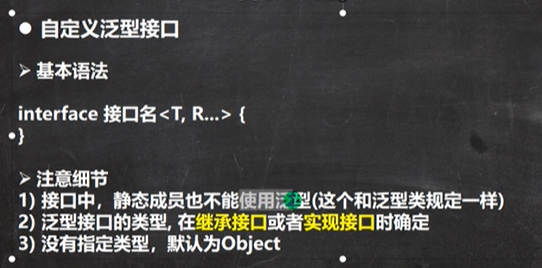 ● 自定义泛型接口
➢ 基本语法
interface 接口名<T, R...> {
}
➢ 注意细节
1) 接口中，静态成员也不能使用泛型(这个和泛型类规定一样)
2) 泛型接口的类型, 在继承接口或者实现接口时确定
3) 没有指定类型，默认为Object